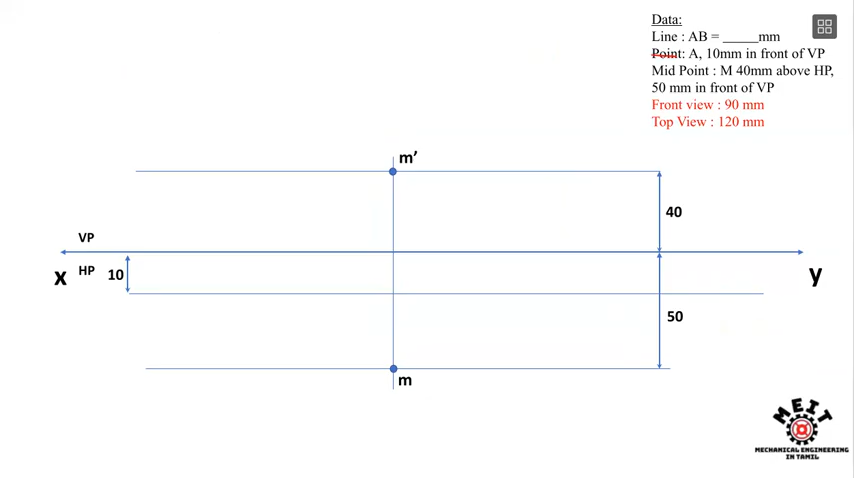 Data:
Line : AB = _____mm
Point: A, 10mm in front of VP
Mid Point : M 40mm above HP,
50 mm in front of VP
Front view : 90 mm
Top View : 120 mm
m’
40
VP
HP
x
10
y
50
m
MEIT
MECHANICAL ENGINEERING
IN TAMIL